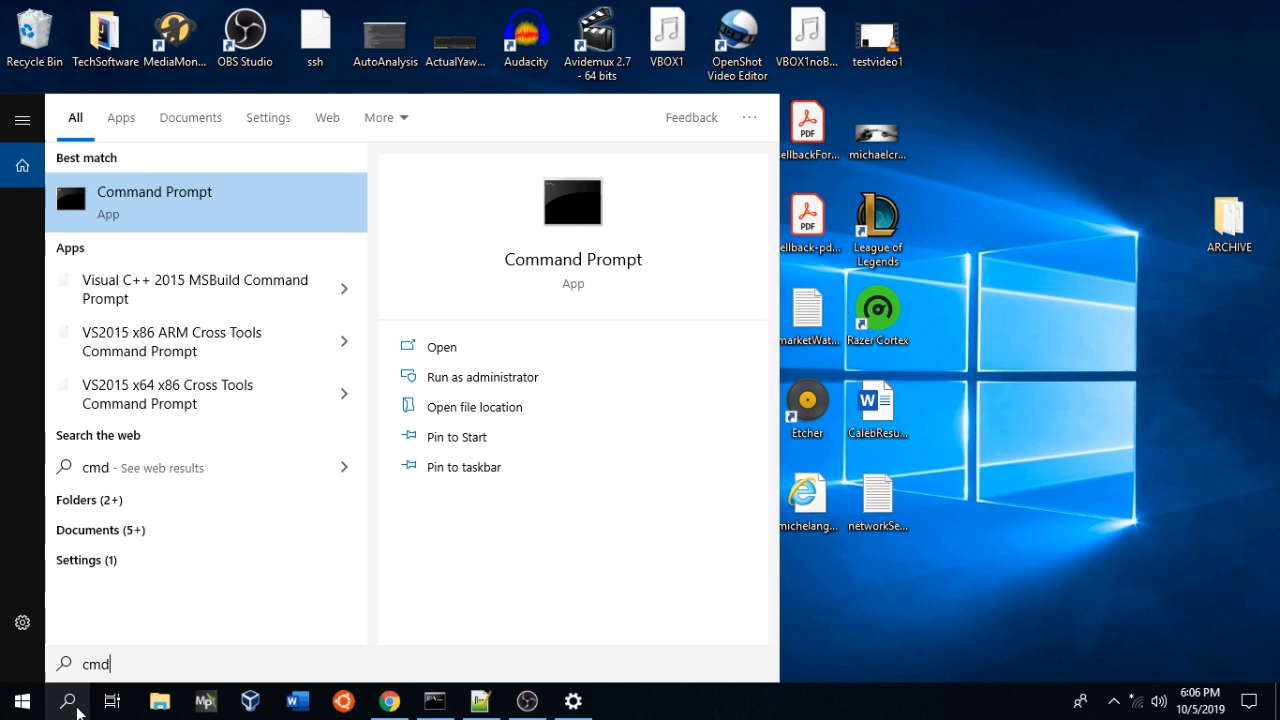 Recycle Bin
TechSoftware
MediaMon...
OBS Studio
ssh
AutoAnalysis
ActualYaw...
Audacity
Avidemux 2.7
- 64 bits
VBOX1
OpenShot
Video Editor
VBOX1noB...
testvideo1
All
Apps
Documents
Settings
Web
More
Feedback
Best match
Command Prompt
App
Apps
Visual C++ 2015 MSBuild Command
Prompt
VS2015 x86 ARM Cross Tools
Command Prompt
VS2015 x64 x86 Cross Tools
Command Prompt
Search the web
cmd - See web results
Folders (2+)
Documents (5+)
Settings (1)
cmd
Command Prompt
App
Open
Run as administrator
Open file location
Pin to Start
Pin to taskbar
PDF
ellbackFor...
michaelcr...
PDF
ellback-pd...
League of
Legends
ARCHIVE
marketWat...
Razer Cortex
Etcher
W
CalebResu...
michelang...
networkSe...
Mp
W
6:06 PM
10/5/2019